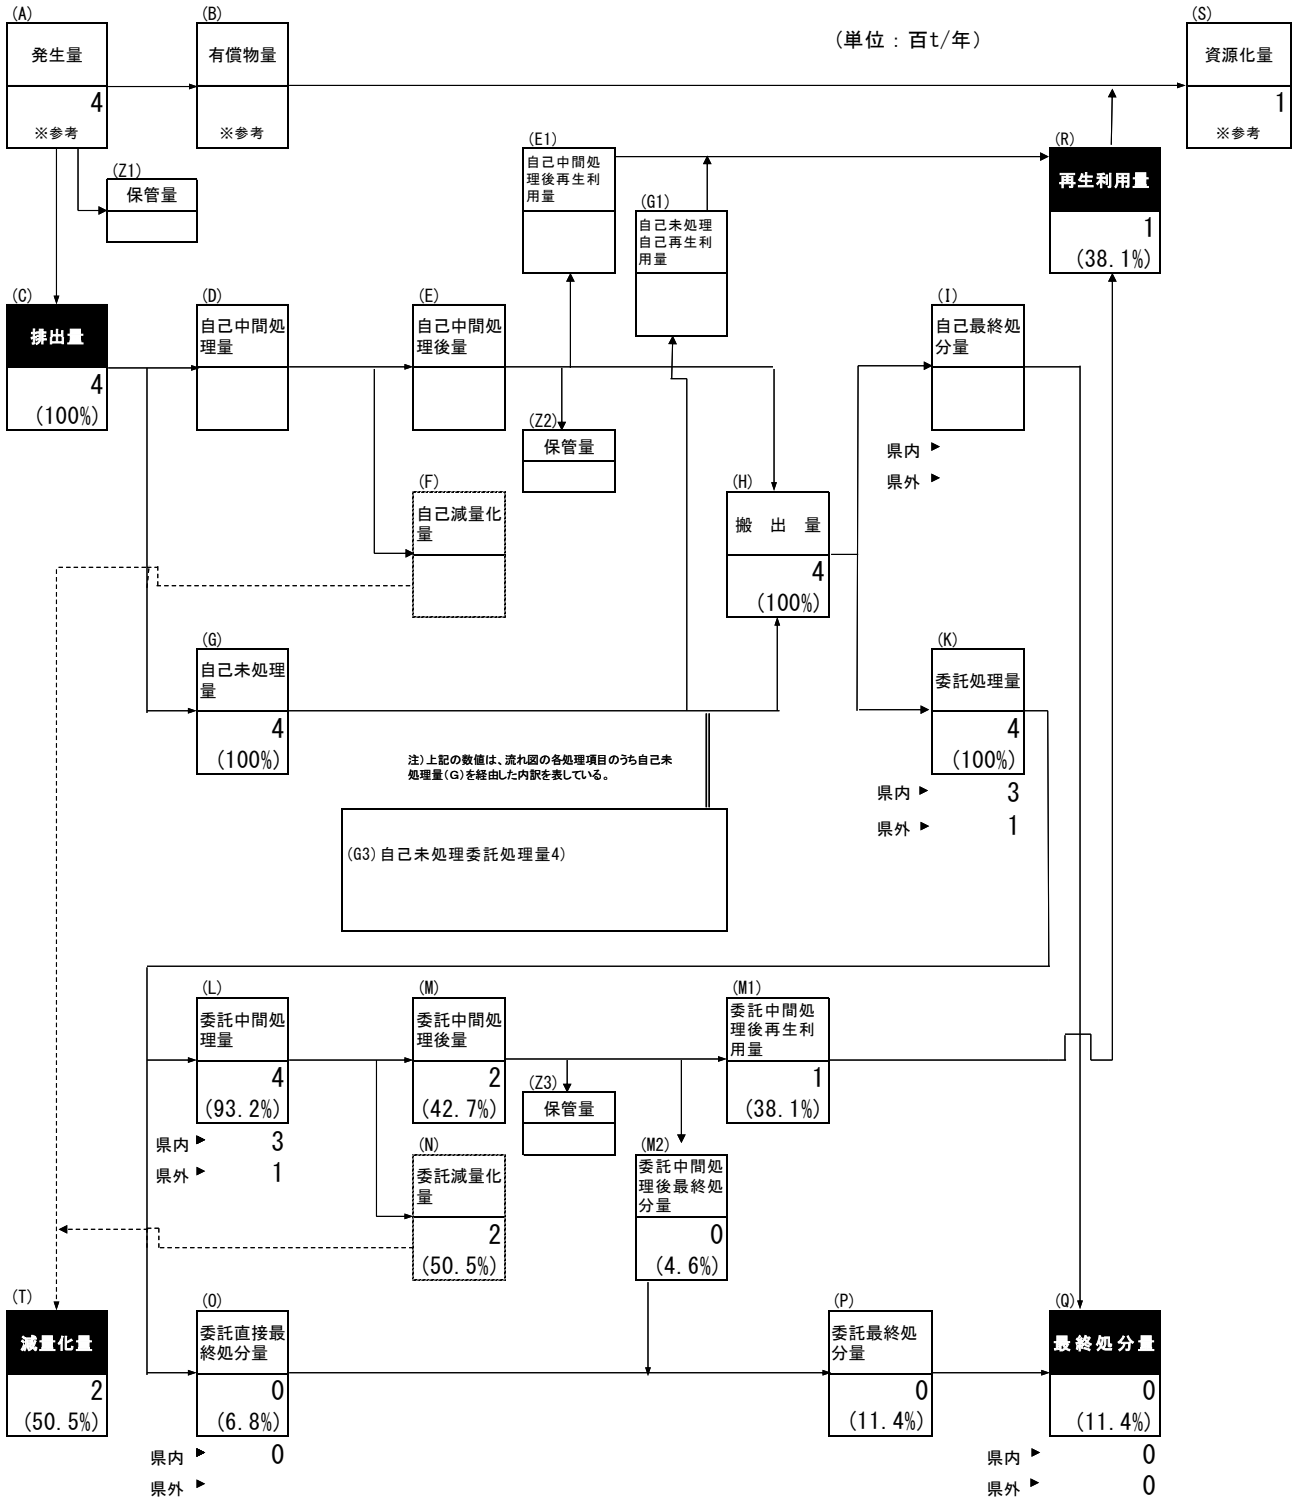 (単位：百t/年)
(A)
発生量
4
※参考
(B)
有償物量
※参考
(S)
資源化量
1
※参考
(Z1)
保管量
(E1)
自己中間処
理後再生利
用量
(G1)
自己未処理
自己再生利
用量
(R)
再生利用量
1
(38.1%)
(C)
排出量
4
(100%)
(D)
自己中間処
理量
(E)
自己中間処
理後量
(I)
自己最終処
分量
県内
県外
(Z2)
保管量
(F)
自己減量化
量
(H)
搬 出 量
4
(100%)
(G)
自己未処理
量
4
(100%)
(K)
委託処理量
4
(100%)
県内 3
県外 1
注）上記の数値は、流れ図の各処理項目のうち自己未
処理量（G）を経由した内訳を表している。
(G3)自己未処理委託処理量4)
(L)
委託中間処
理量
4
(93.2%)
県内 3
県外 1
(M)
委託中間処
理後量
2
(42.7%)
(Z3)
保管量
(M1)
委託中間処
理後再生利
用量
1
(38.1%)
(N)
委託減量化
量
2
(50.5%)
(M2)
委託中間処
理後最終処
分量
0
(4.6%)
(T)
減量化量
2
(50.5%)
(O)
委託直接最
終処分量
0
(6.8%)
県内 0
県外
(P)
委託最終処
分量
0
(11.4%)
(Q)
最終処分量
0
(11.4%)
県内 0
県外 0